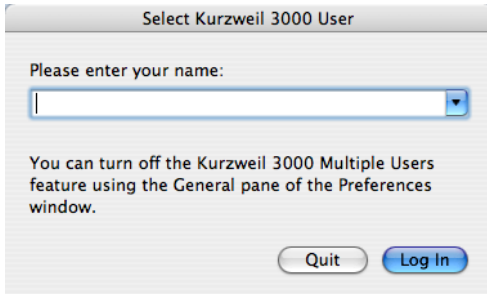 Select Kurzweil 3000 User
Please enter your name:
You can turn off the Kurzweil 3000 Multiple Users
feature using the General pane of the Preferences
window.
Quit Log In